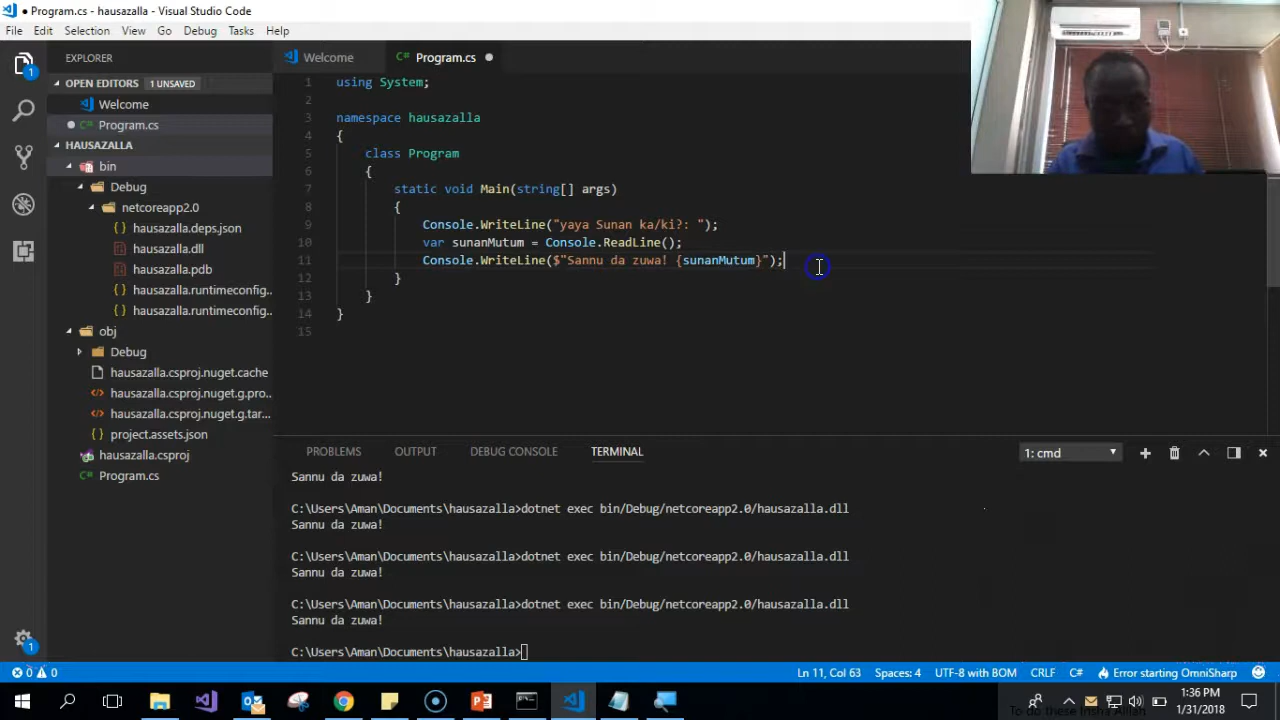 ● Program.cs - hausazalla - Visual Studio Code
File Edit Selection View Go Debug Tasks Help
EXPLORER
Welcome
Program.cs ●
OPEN EDITORS 1 UNSAVED
Welcome
● Program.cs
HAUSAZALLA
bin
Debug
netcoreapp2.0
hausazalla.deps.json
hausazalla.dll
hausazalla.pdb
hausazalla.runtimeconfig...
hausazalla.runtimeconfig...
obj
Debug
hausazalla.csproj.nuget.cache
hausazalla.csproj.nuget.g.pro...
hausazalla.csproj.nuget.g.tar...
project.assets.json
hausazalla.csproj
Program.cs
1 using System;
2
3 namespace hausazalla
4 {
5 class Program
6 {
7 static void Main(string[] args)
8 {
9 Console.WriteLine("yaya Sunan ka/ki?: ");
10 var sunanMutum = Console.ReadLine();
11 Console.WriteLine($"Sannu da zuwa! {sunanMutum}");
12 }
13 }
14 }
15
PROBLEMS OUTPUT DEBUG CONSOLE TERMINAL 1: cmd
Sannu da zuwa!
C:\Users\Aman\Documents\hausazalla>dotnet exec bin/Debug/netcoreapp2.0/hausazalla.dll
Sannu da zuwa!
C:\Users\Aman\Documents\hausazalla>dotnet exec bin/Debug/netcoreapp2.0/hausazalla.dll
Sannu da zuwa!
C:\Users\Aman\Documents\hausazalla>dotnet exec bin/Debug/netcoreapp2.0/hausazalla.dll
Sannu da zuwa!
C:\Users\Aman\Documents\hausazalla>
0 0 Ln 11, Col 63 Spaces: 4 UTF-8 with BOM CRLF C# Error starting OmniSharp
1:36 PM
1/31/2018
To do these Insha Allah